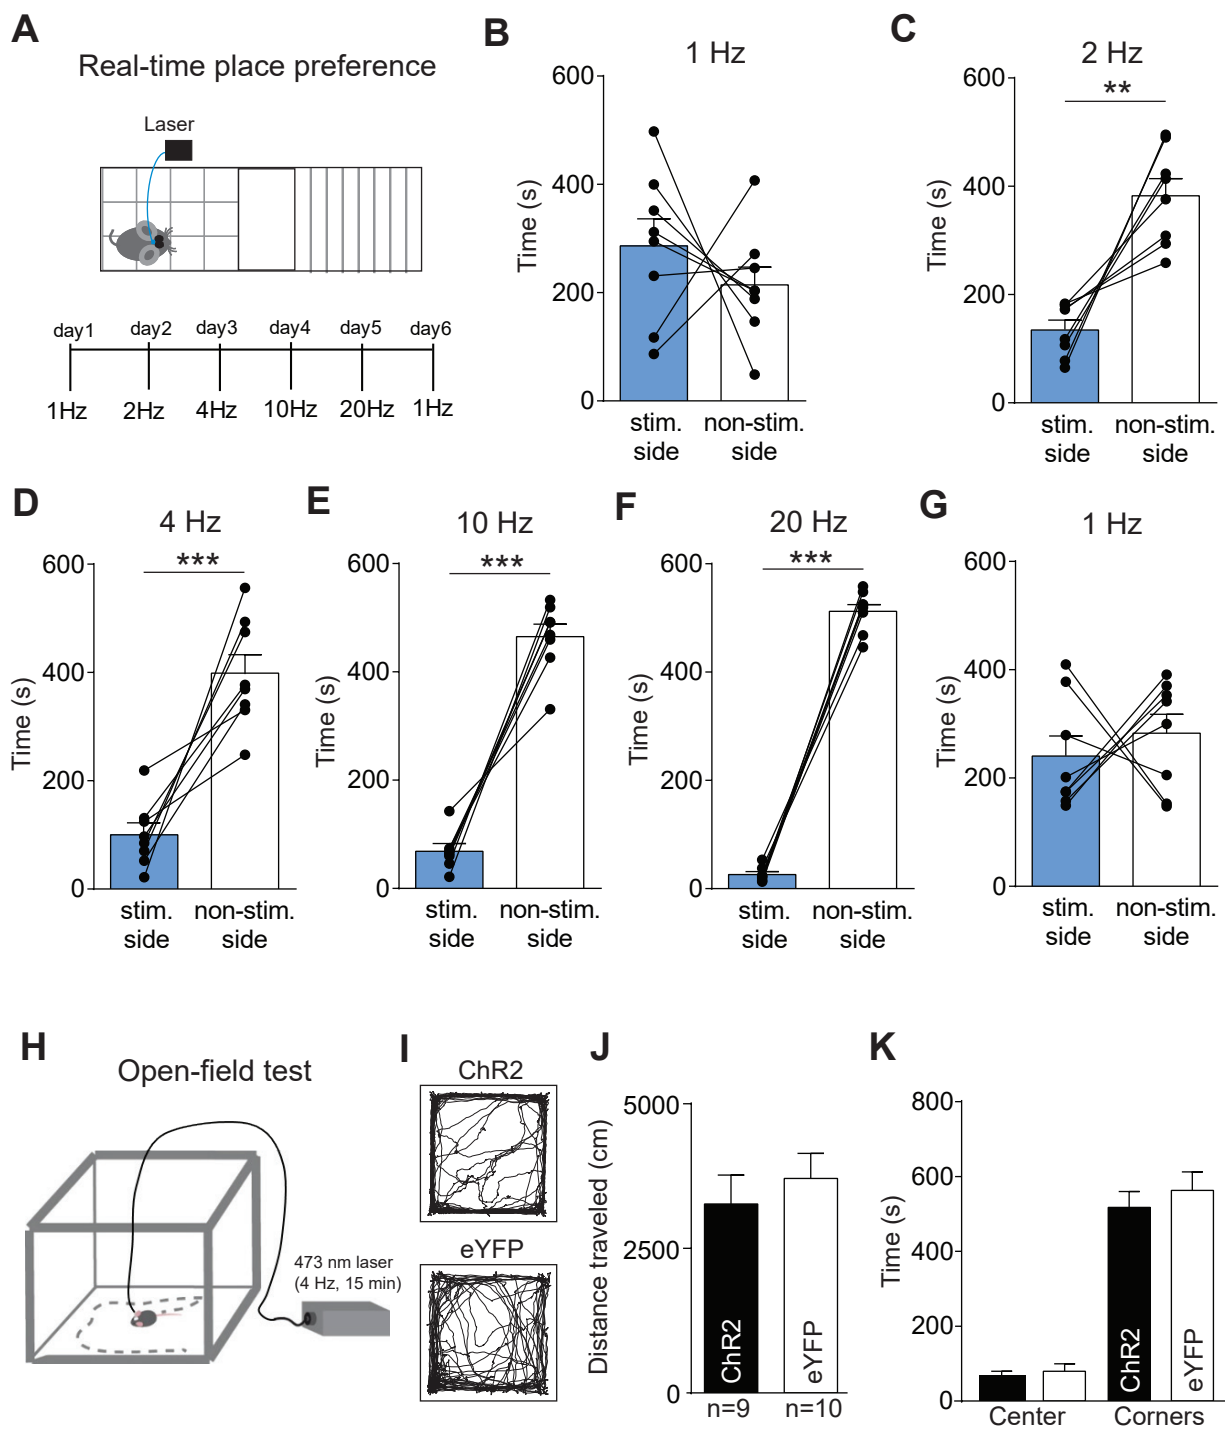 A
Real-time place preference
Laser
day1 day2 day3 day4 day5 day6
1Hz 2Hz 4Hz 10Hz 20Hz 1Hz
B
1 Hz
600
400
200
0
Time (s)
stim. side
non-stim. side
C
2 Hz
**
600
400
200
0
Time (s)
stim. side
non-stim. side
D
4 Hz
***
600
400
200
0
Time (s)
stim. side
non-stim. side
E
10 Hz
***
600
400
200
0
Time (s)
stim. side
non-stim. side
F
20 Hz
***
600
400
200
0
Time (s)
stim. side
non-stim. side
G
1 Hz
600
400
200
0
Time (s)
stim. side
non-stim. side
H
Open-field test
473 nm laser
(4 Hz, 15 min)
I
ChR2
eYFP
J
5000
2500
0
Distance traveled (cm)
ChR2
eYFP
n=9 n=10
K
800
600
400
200
0
Time (s)
ChR2
eYFP
Center Corners